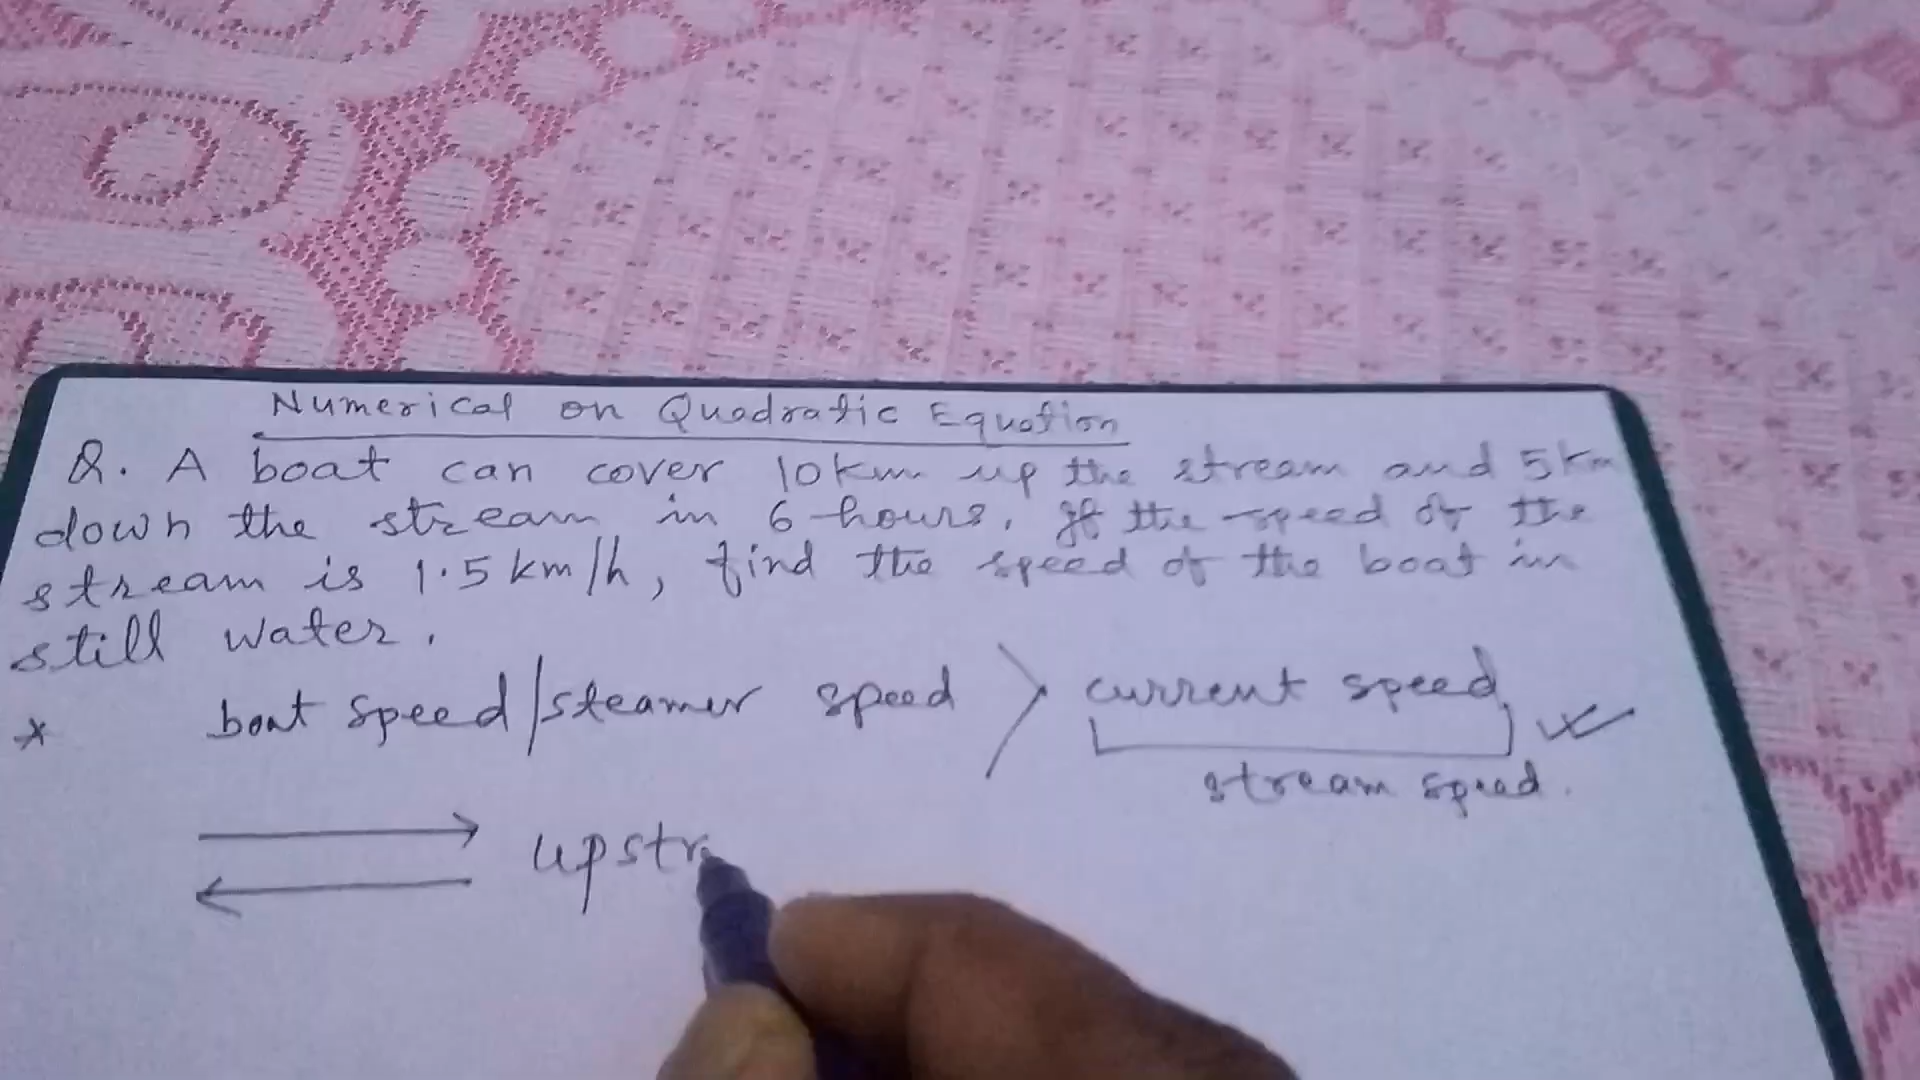 Numerical on Quadratic Equation
Q. A boat can cover 10km up the stream and 5km
down the stream in 6 hours. If the speed of the
stream is 1.5 km/h, find the speed of the boat in
still water.
* boat speed/steamer speed > current speed
stream speed.
upstr